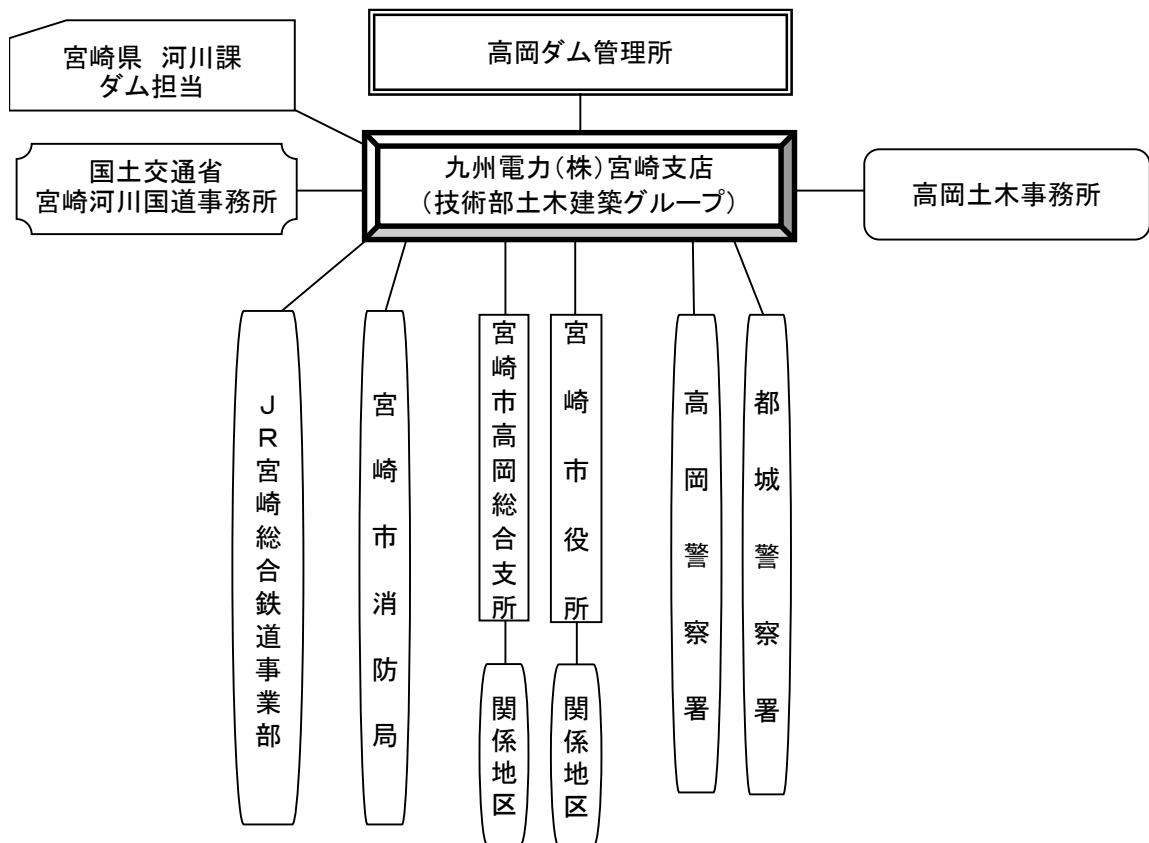 宮崎県　河川課
ダム担当
高岡ダム管理所
国土交通省
宮崎河川国道事務所
九州電力（株）宮崎支店
（技術部土木建築グループ）
高岡土木事務所
ＪＲ宮崎総合鉄道事業部
宮崎市消防局
宮崎市高岡総合支所
宮崎市役所
高岡警察署
都城警察署
関係地区
関係地区